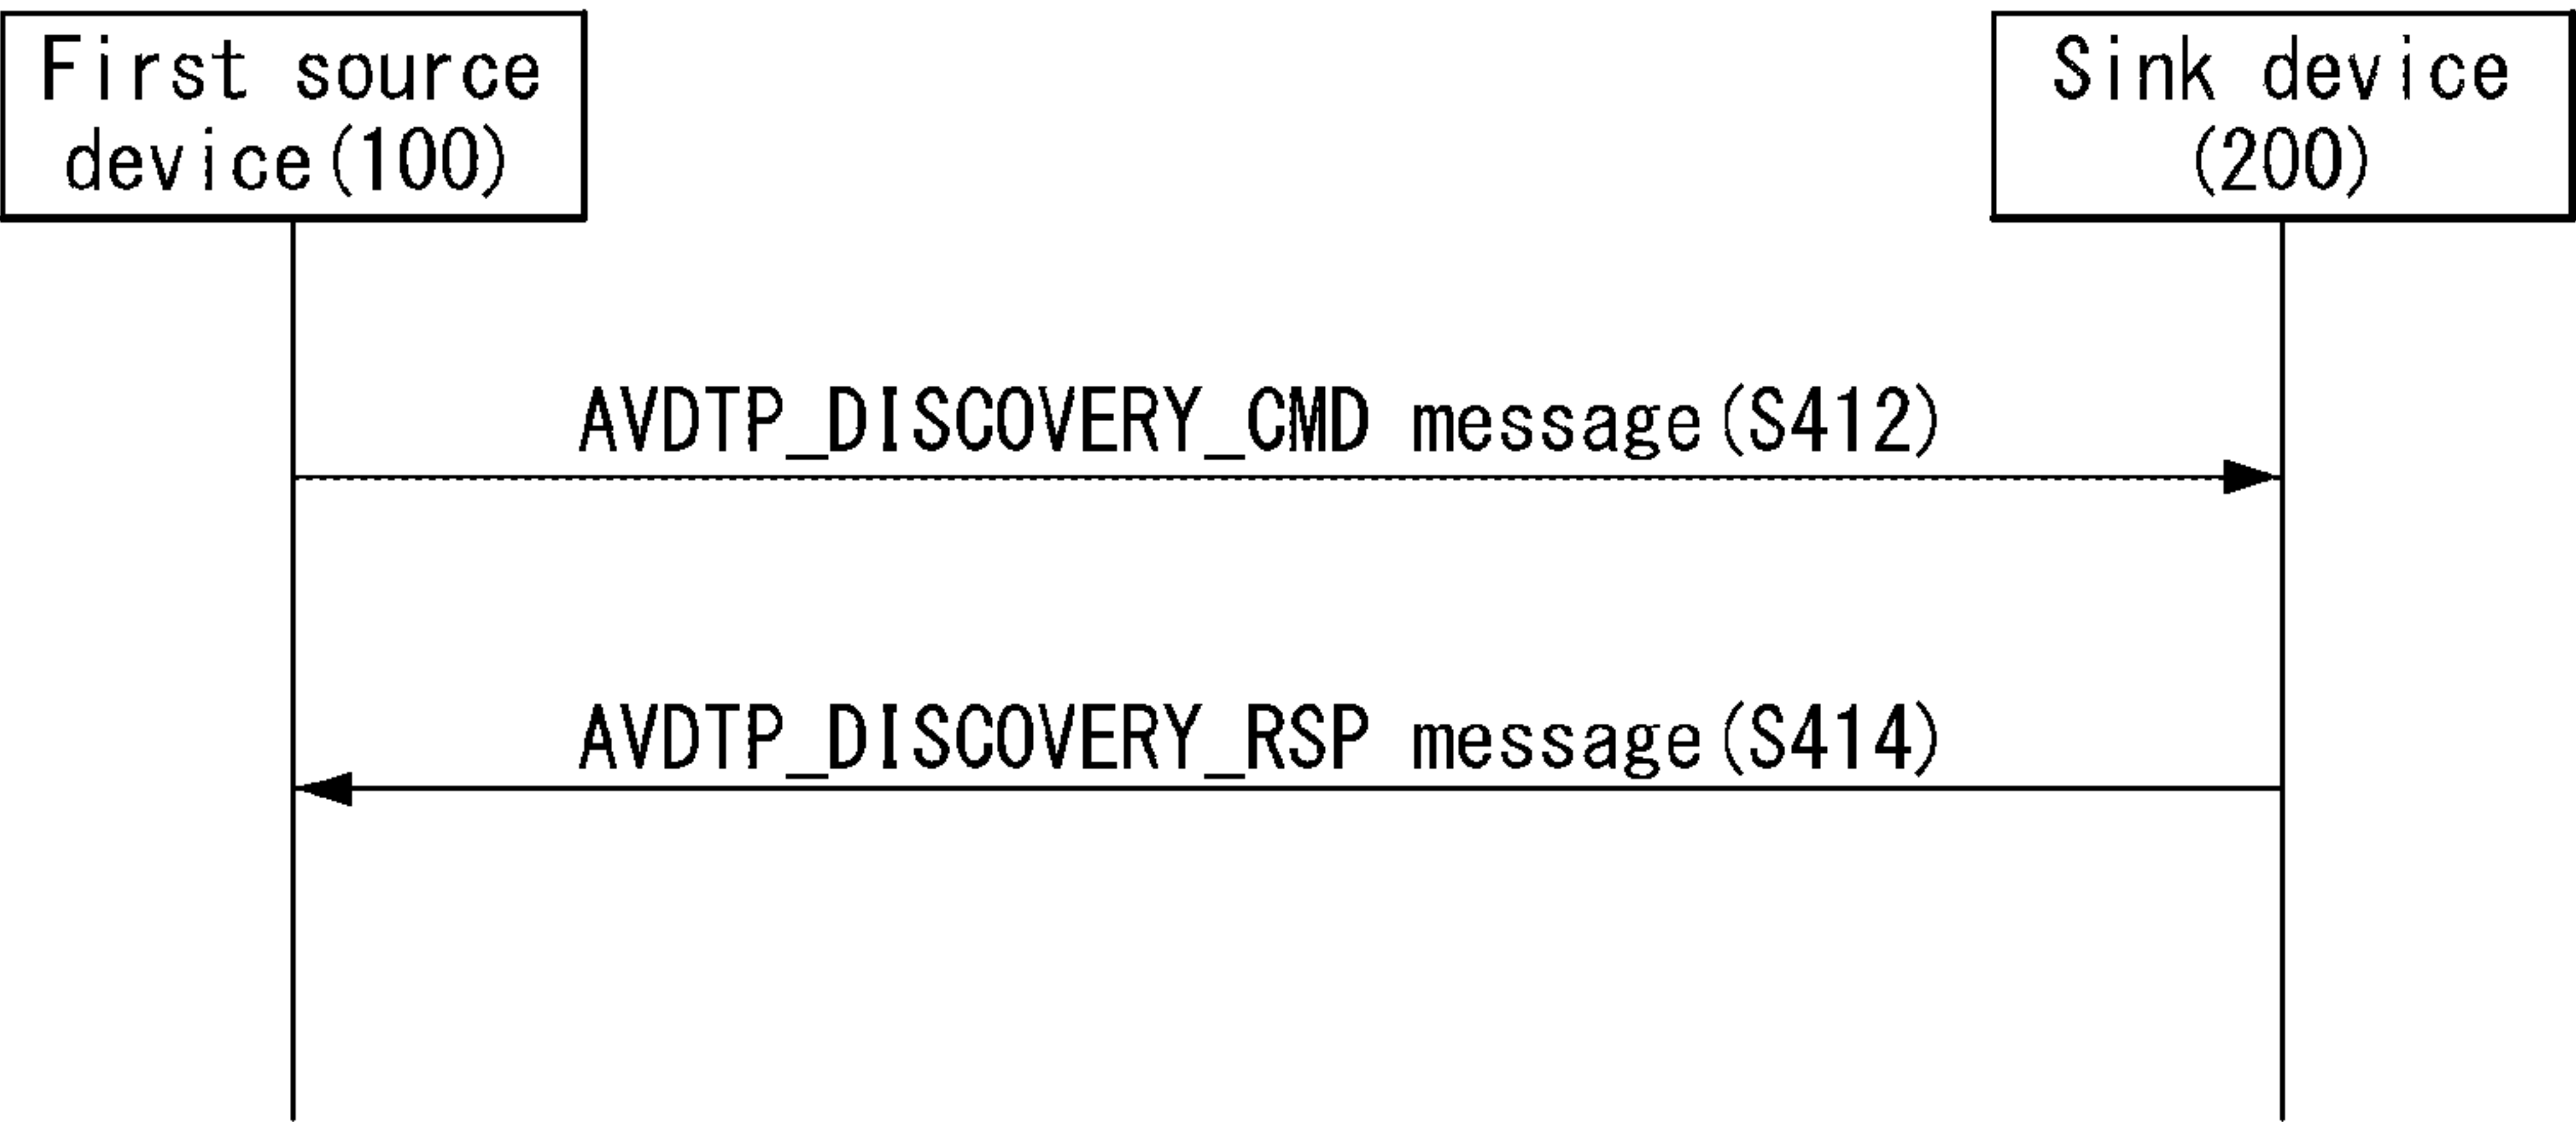 First source
device(100)
Sink device
(200)
AVDTP_DISCOVERY_CMD message(S412)
AVDTP_DISCOVERY_RSP message(S414)